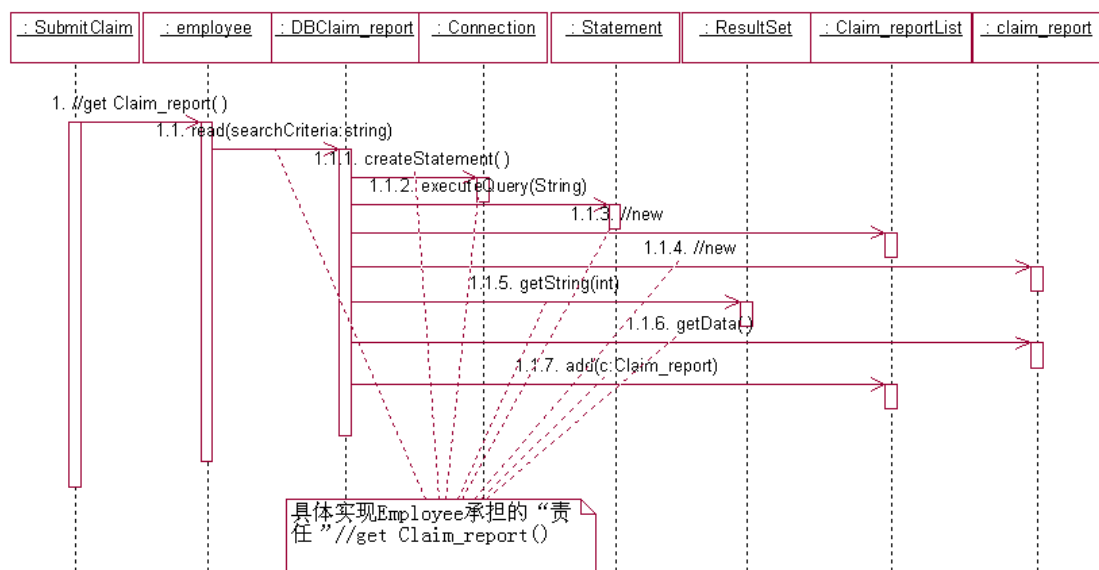 : SubmitClaim
: employee
: DBClaim_report
: Connection
: Statement
: ResultSet
: Claim_reportList
: claim_report
1. //get Claim_report( )
1.1. read(searchCriteria:string)
1.1.1. createStatement( )
1.1.2. executeQuery(String)
1.1.3. //new
1.1.4. //new
1.1.5. getString(int)
1.1.6. getData( )
1.1.7. add(c:Claim_report)
具体实现Employee承担的“责
任 ”//get Claim_report()